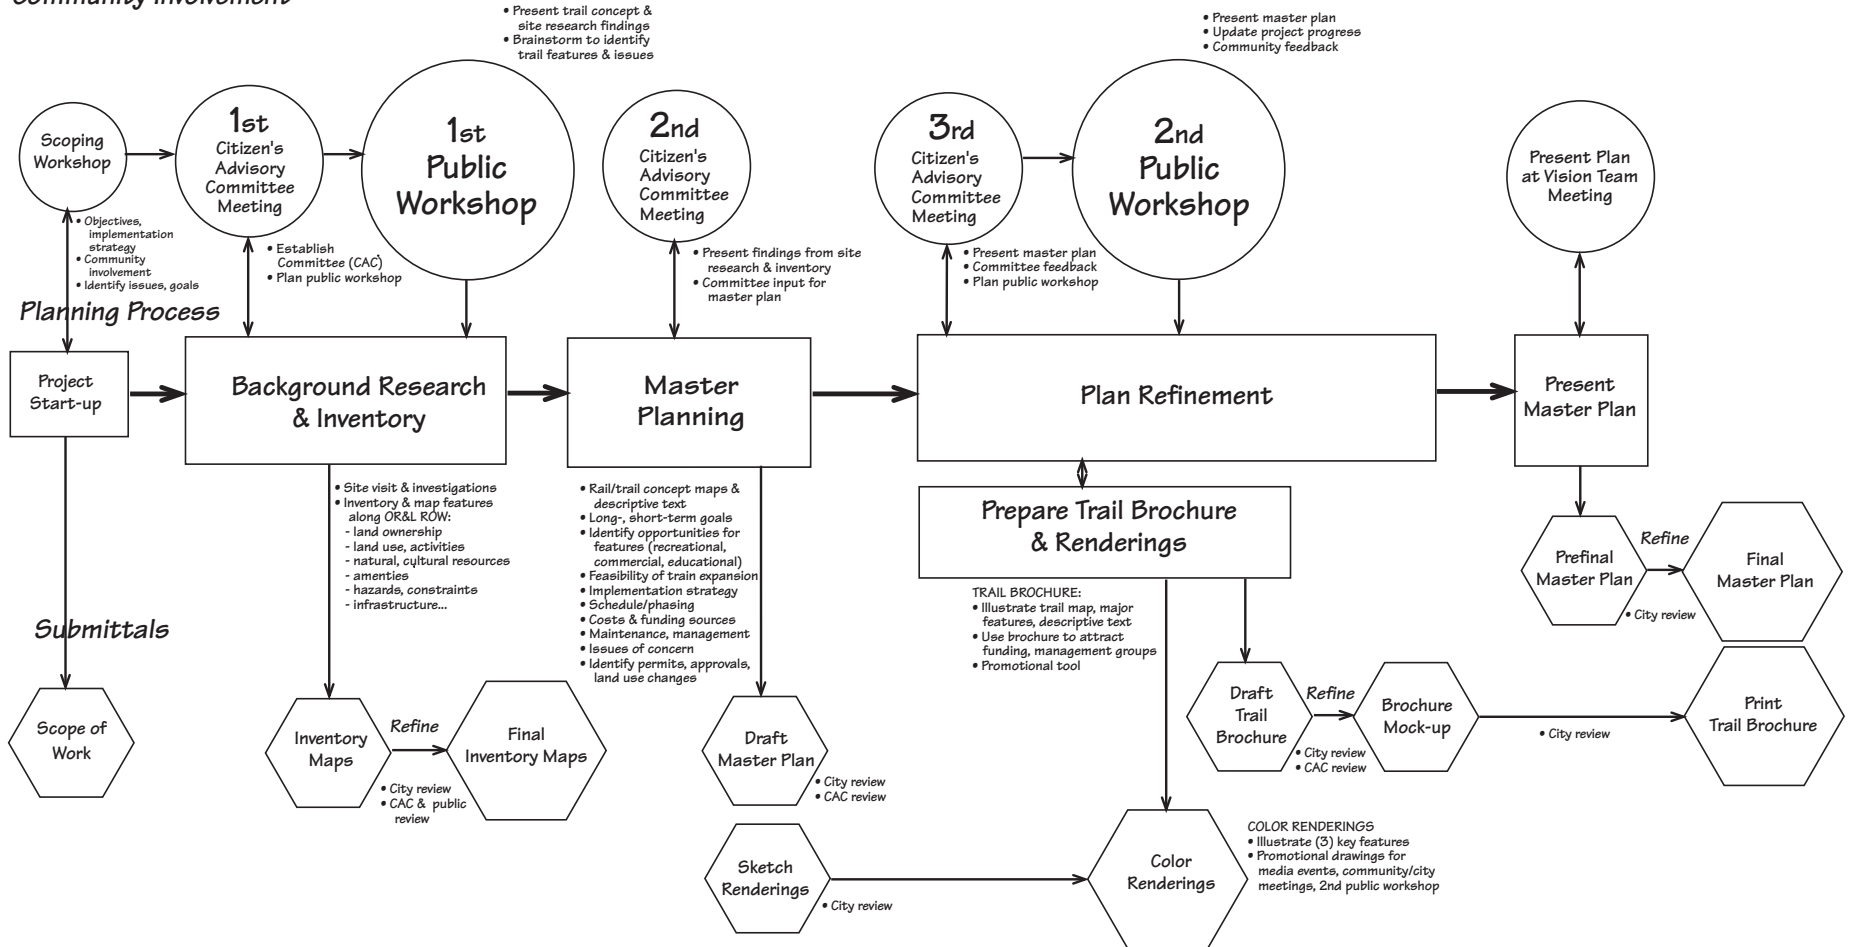 Community Involvement
• Present trail concept &
site research findings
• Brainstorm to identify
trail features & issues
• Present master plan
• Update project progress
• Community feedback
Scoping
Workshop
1st
Citizen's
Advisory
Committee
Meeting
1st
Public
Workshop
2nd
Citizen's
Advisory
Committee
Meeting
3rd
Citizen's
Advisory
Committee
Meeting
2nd
Public
Workshop
Present Plan
at Vision Team
Meeting
• Objectives,
implementation
strategy
• Community
involvement
• Identify issues, goals
• Establish
Committee (CAC)
• Plan public workshop
• Present findings from site
research & inventory
• Committee input for
master plan
• Present master plan
• Committee feedback
• Plan public workshop
Planning Process
Project
Start-up
Background Research
& Inventory
Master
Planning
Plan Refinement
Present
Master Plan
• Site visit & investigations
• Inventory & map features
along OR&L ROW:
- land ownership
- land use, activities
- natural, cultural resources
- amenties
- hazards, constraints
- infrastructure...
• Rail/trail concept maps &
descriptive text
• Long-, short-term goals
• Identify opportunities for
features (recreational,
commercial, educational)
• Feasibility of train expansion
• Implementation strategy
• Schedule/phasing
• Costs & funding sources
• Maintenance, management
• Issues of concern
• Identify permits, approvals,
land use changes
Prepare Trail Brochure
& Renderings
TRAIL BROCHURE:
• Illustrate trail map, major
features, descriptive text
• Use brochure to attract
funding, management groups
• Promotional tool
Prefinal
Master Plan
Refine
• City review
Final
Master Plan
Submittals
Scope of
Work
Inventory
Maps
Refine
• City review
• CAC & public
review
Final
Inventory Maps
Draft
Master Plan
• City review
• CAC review
Draft
Trail
Brochure
Refine
• City review
• CAC review
Brochure
Mock-up
• City review
Print
Trail Brochure
Sketch
Renderings
• City review
Color
Renderings
COLOR RENDERINGS
• Illustrate (3) key features
• Promotional drawings for
media events, community/city
meetings, 2nd public workshop